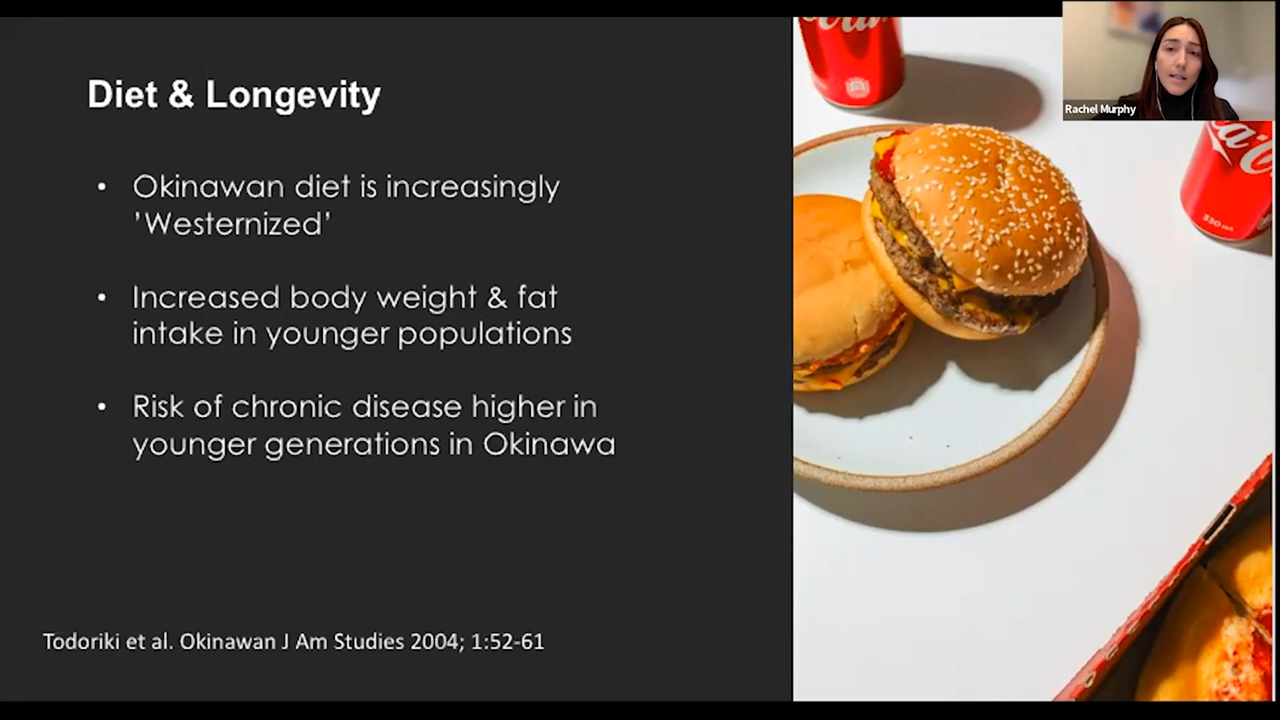 Diet & Longevity
• Okinawan diet is increasingly
'Westernized'
• Increased body weight & fat
intake in younger populations
• Risk of chronic disease higher in
younger generations in Okinawa
Todoriki et al. Okinawan J Am Studies 2004; 1:52-61
Rachel Murphy